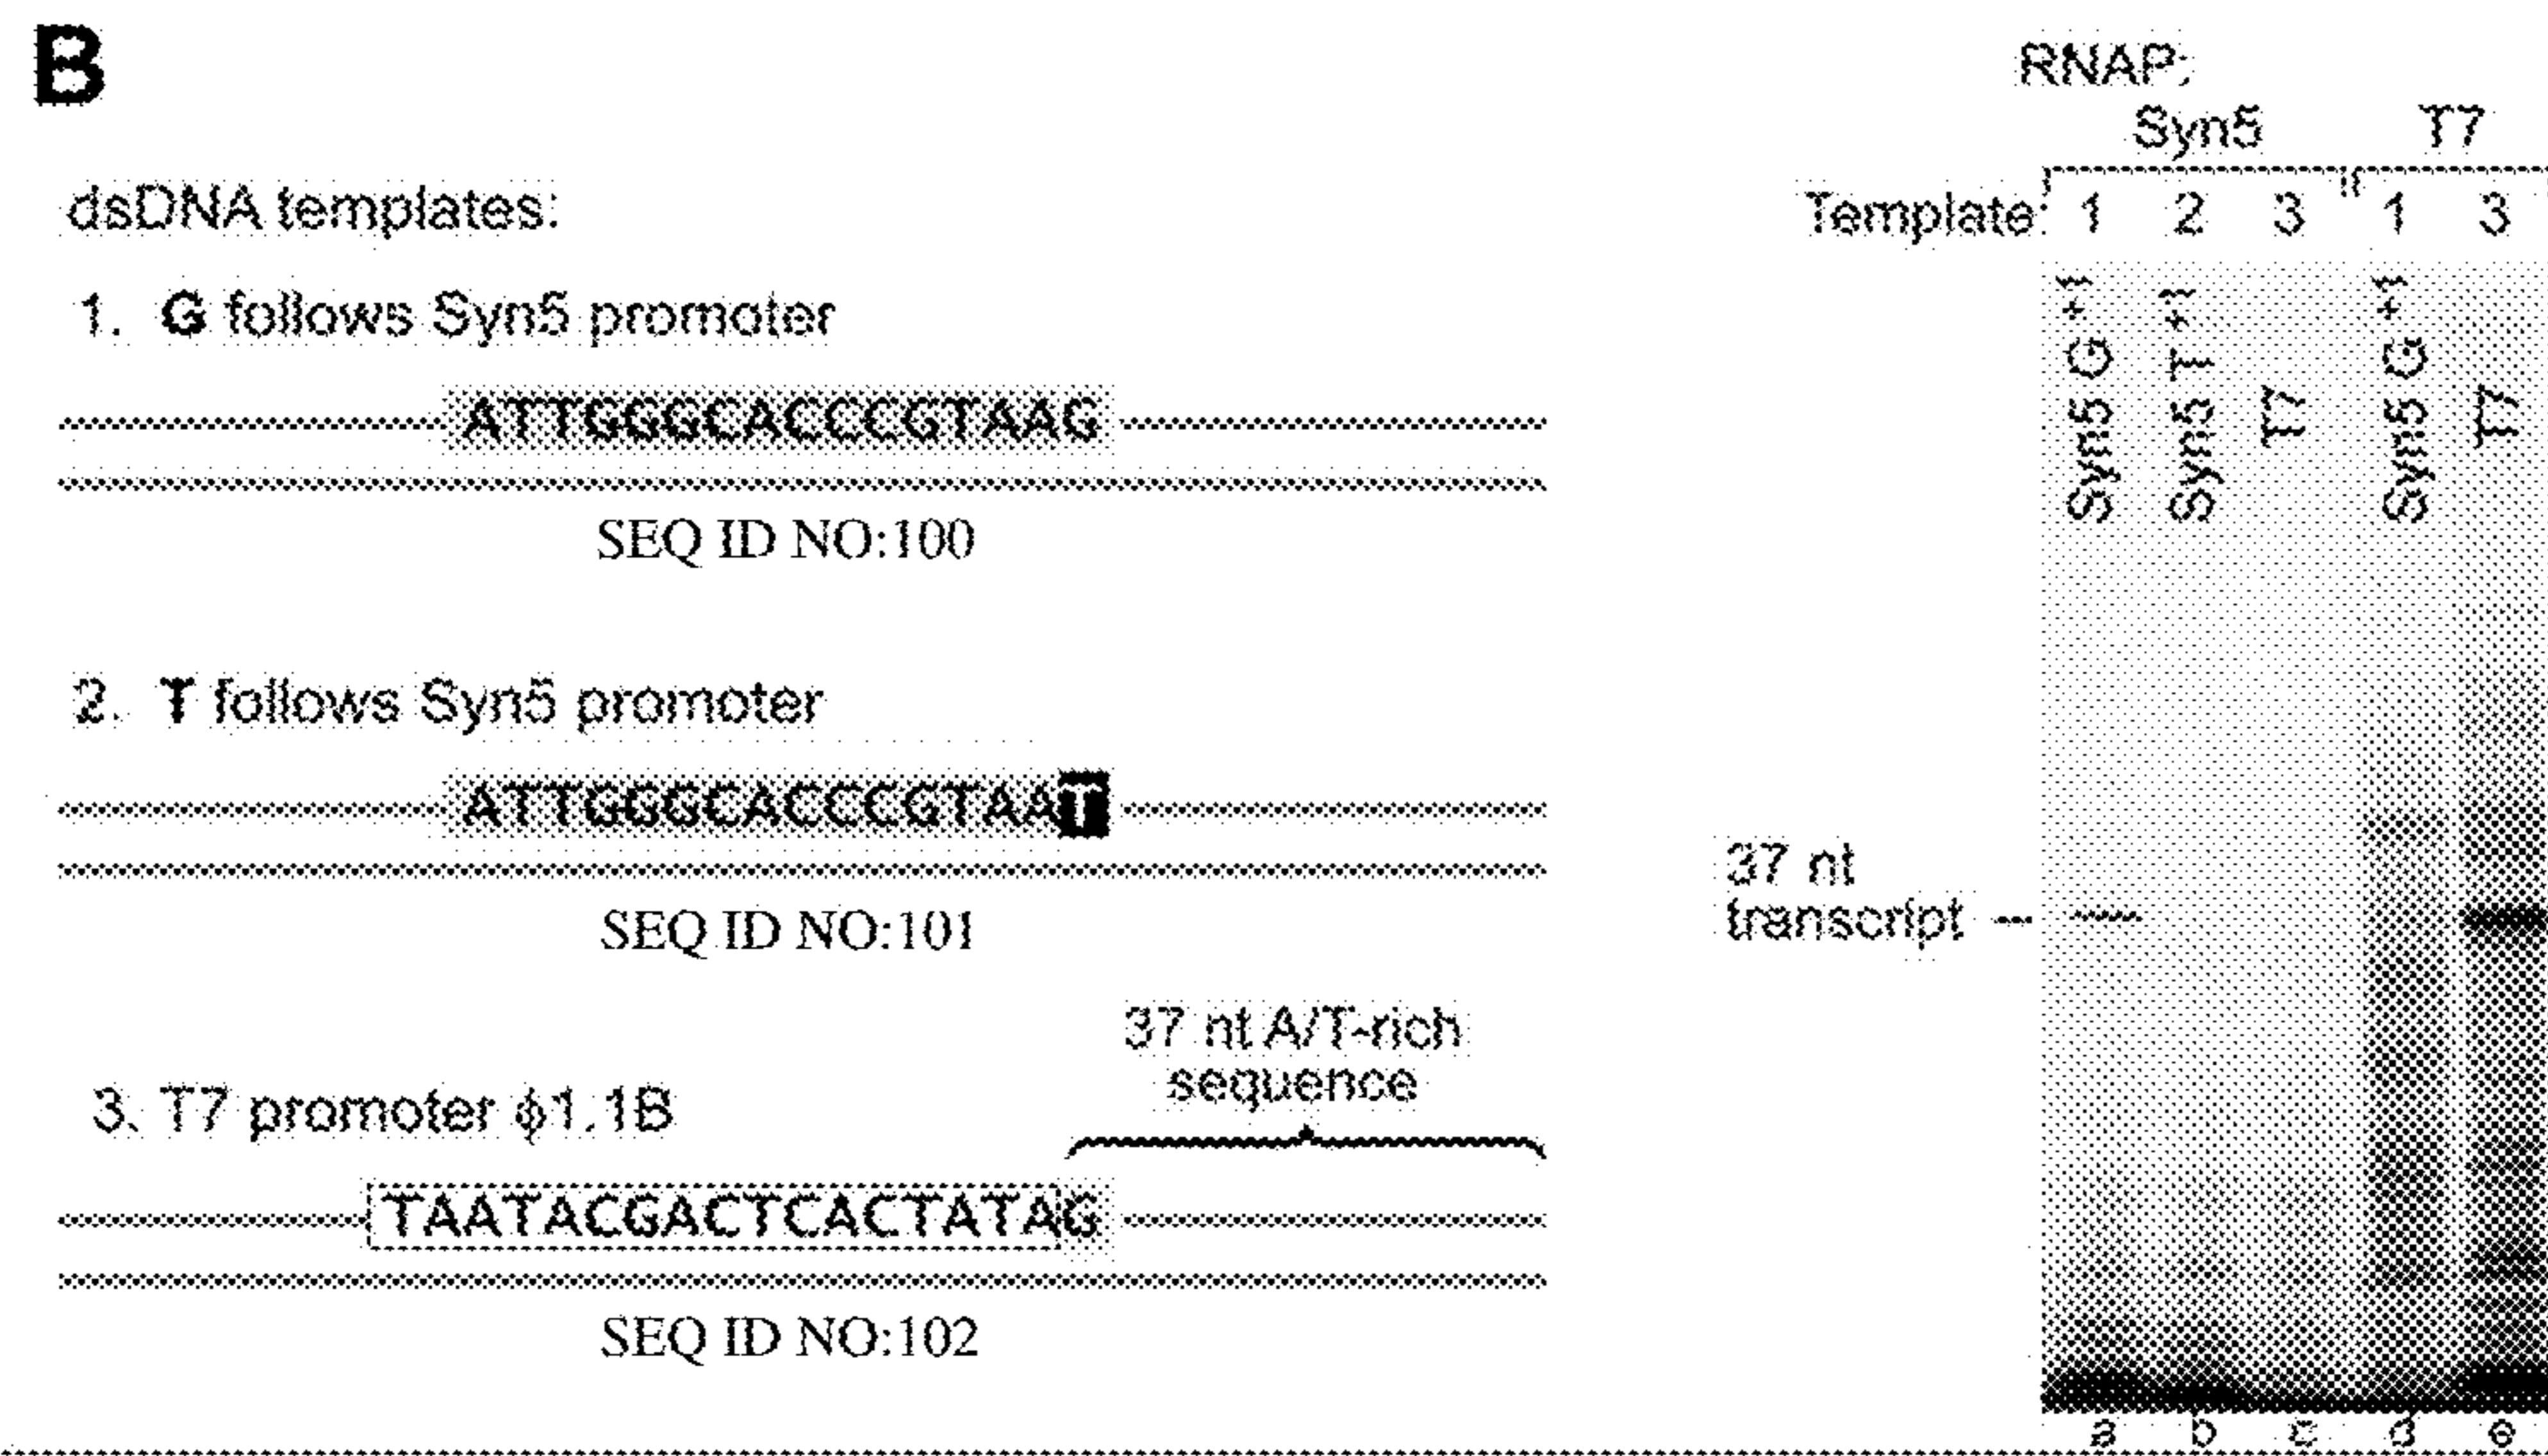 B
dsDNA templates:
1. G follows Syn5 promoter
ATTGGGCACCCGTAAG
SEQ ID NO:100
2. T follows Syn5 promoter
ATTGGGCACCCGTAAT
SEQ ID NO:101
37 nt A/T-rich
sequence
3. T7 promoter ϕ1.1B
TAATACGACTCACTATAG
SEQ ID NO:102
RNAP:
Syn5 T7
Template: 1 2 3 1 3
Syn5 G +1
Syn5 T +1
T7
Syn5 G +1
T7
37 nt
transcript
a b c d e